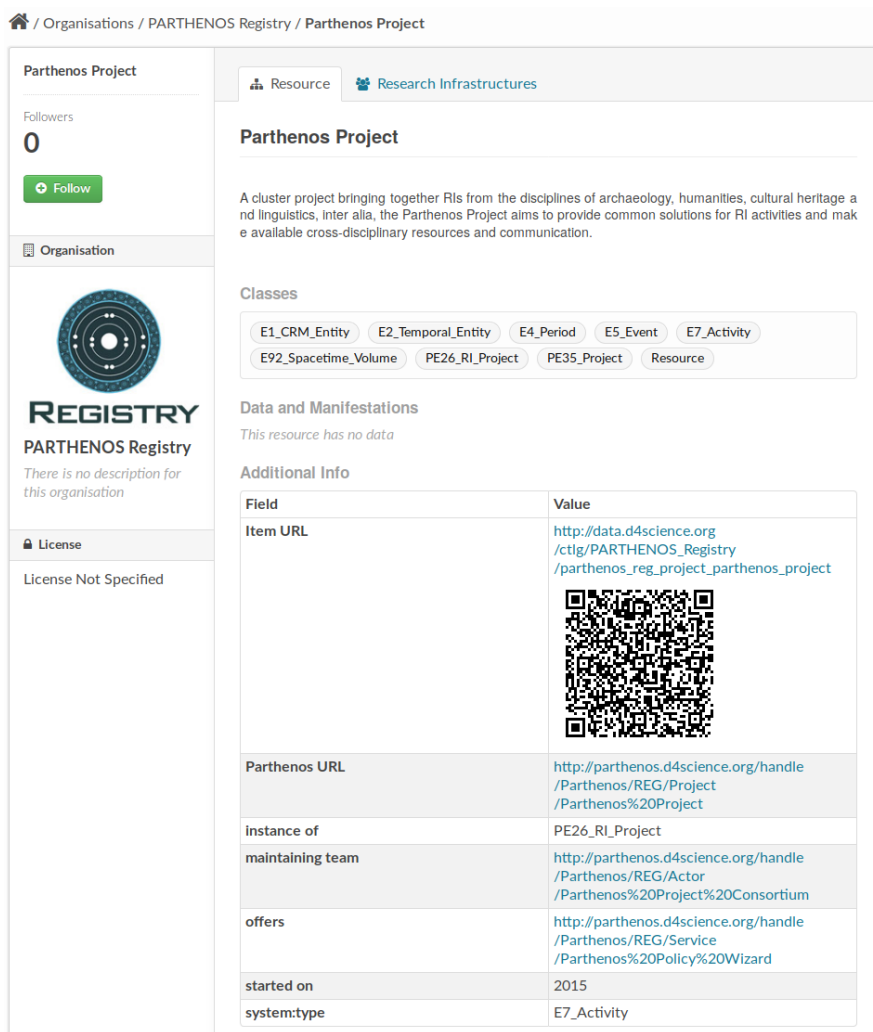 / Organisations / PARTHENOS Registry / Parthenos Project
Parthenos Project
Followers
0
Follow
Organisation
REGISTRY
PARTHENOS Registry
There is no description for
this organisation
License
License Not Specified
Resource
Research Infrastructures
Parthenos Project
A cluster project bringing together RIs from the disciplines of archaeology, humanities, cultural heritage a
nd linguistics, inter alia, the Parthenos Project aims to provide common solutions for RI activities and mak
e available cross-disciplinary resources and communication.
Classes
E1_CRM_Entity E2_Temporal_Entity E4_Period E5_Event E7_Activity
E92_Spacetime_Volume PE26_RI_Project PE35_Project Resource
Data and Manifestations
This resource has no data
Additional Info
Field Value
Item URL http://data.d4science.org
/ctlg/PARTHENOS_Registry
/parthenos_reg_project_parthenos_project
Parthenos URL http://parthenos.d4science.org/handle
/Parthenos/REG/Project
/Parthenos%20Project
instance of PE26_RI_Project
maintaining team http://parthenos.d4science.org/handle
/Parthenos/REG/Actor
/Parthenos%20Project%20Consortium
offers http://parthenos.d4science.org/handle
/Parthenos/REG/Service
/Parthenos%20Policy%20Wizard
started on 2015
system:type E7_Activity